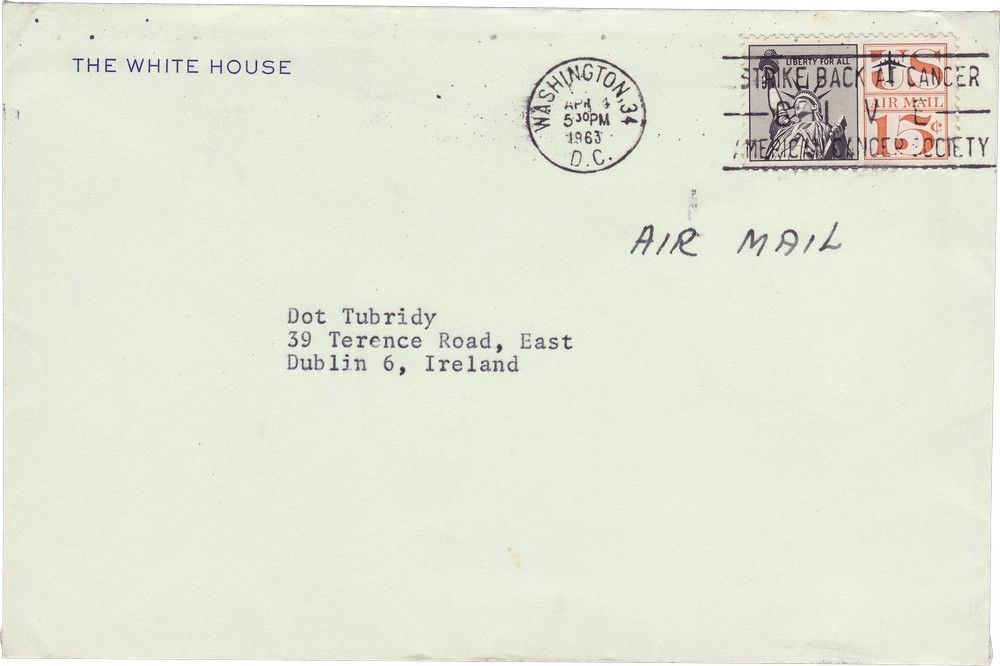 THE WHITE HOUSE
WASHINGTON, 34
APR 4
5 30 PM
1963
D.C.
LIBERTY FOR ALL
US
AIR MAIL
15¢
STRIKE BACK AT CANCER
GIVE
AMERICAN CANCER SOCIETY
AIR MAIL
Dot Tubridy
39 Terence Road, East
Dublin 6, Ireland